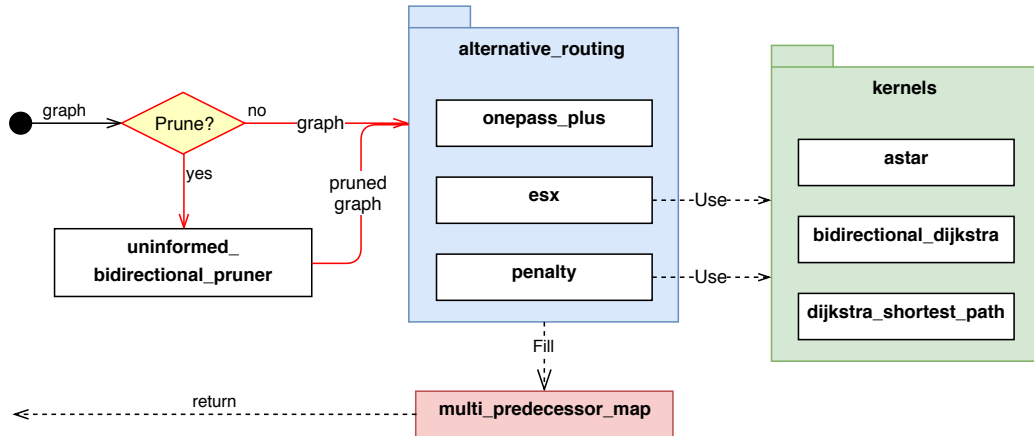 alternative_routing
kernels
graph
Prune?
no
graph
onepass_plus
astar
yes
pruned
graph
esx
Use
uninformed_
bidirectional_pruner
bidirectional_dijkstra
penalty
Use
dijkstra_shortest_path
Fill
return
multi_predecessor_map